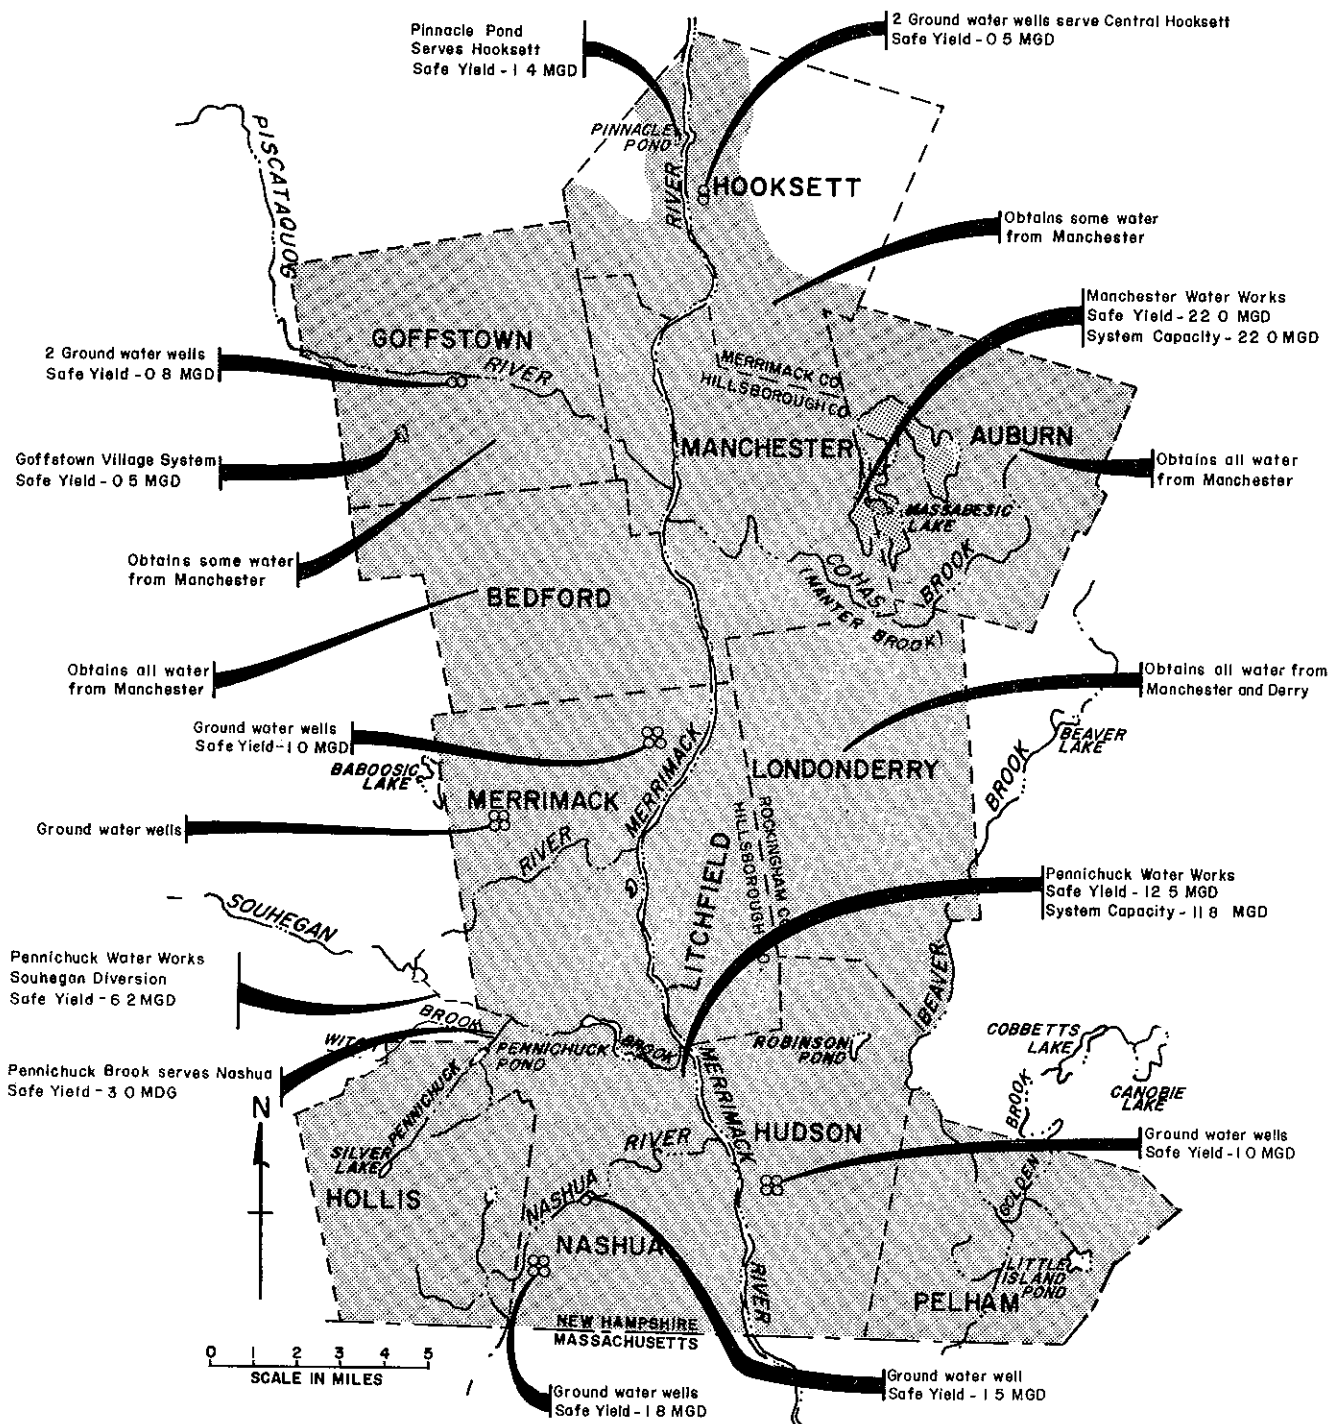 Pinnacle Pond
Serves Hooksett
Safe Yield - 1 4 MGD
2 Ground water wells serve Central Hooksett
Safe Yield - 0 5 MGD
PISCATAQUOG
PINNACLE
POND
RIVER
HOOKSETT
Obtains some water
from Manchester
Manchester Water Works
Safe Yield - 22 0 MGD
System Capacity - 22 0 MGD
GOFFSTOWN
RIVER
2 Ground water wells
Safe Yield - 0 8 MGD
MERRIMACK CO
HILLSBOROUGH CO
MANCHESTER
AUBURN
Goffstown Village System
Safe Yield - 0 5 MGD
Obtains all water
from Manchester
MASSABESIC
LAKE
Obtains some water
from Manchester
COHAS
BROOK
(MANTER BROOK)
BEDFORD
Obtains all water
from Manchester
Obtains all water from
Manchester and Derry
Ground water wells
Safe Yield - 1 0 MGD
BEAVER
LAKE
BROOK
BABOOSIC
LAKE
MERRIMACK
MERRIMACK
LONDONDERRY
Ground water wells
RIVER
ROCKINGHAM CO.
HILLSBOROUGH CO.
LITCHFIELD
Pennichuck Water Works
Safe Yield - 12 5 MGD
System Capacity - 11 8 MGD
SOUHEGAN
Pennichuck Water Works
Souhegan Diversion
Safe Yield - 6 2 MGD
BEAVER
BROOK
WITCH
PENNICHUCK
POND
BROOK
MERRIMACK
ROBINSON
POND
COBBETTS
LAKE
CANOBIE
LAKE
Pennichuck Brook serves Nashua
Safe Yield - 3 0 MDG
N
PENNICHUCK
BROOK
RIVER
HUDSON
Ground water wells
Safe Yield - 1 0 MGD
SILVER
LAKE
HOLLIS
NASHUA
GOLDEN
NASHUA
RIVER
LITTLE
ISLAND
POND
PELHAM
NEW HAMPSHIRE
MASSACHUSETTS
0 1 2 3 4 5
SCALE IN MILES
Ground water wells
Safe Yield - 1 8 MGD
Ground water well
Safe Yield - 1 5 MGD